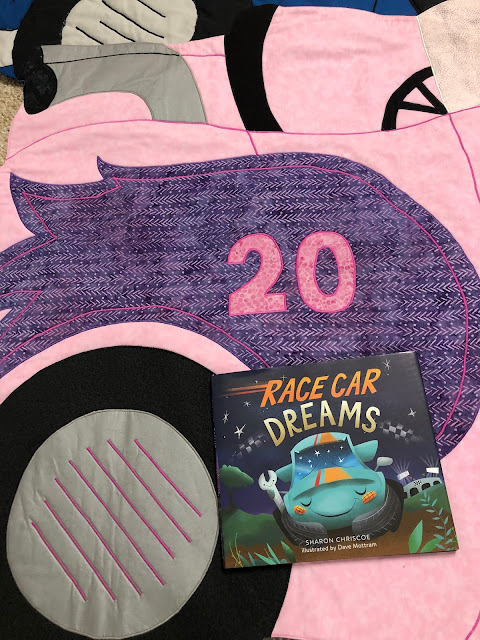 20
RACE CAR
DREAMS
SHARON CHRISCOE
illustrated by Dave Mottram